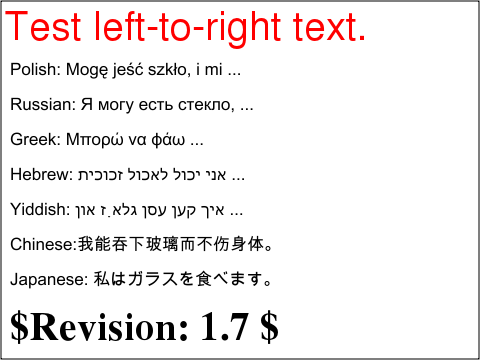 Test left-to-right text.
Polish: Mogę jeść szkło, i mi ...
Russian: Я могу есть стекло, ...
Greek: Μπορώ να φάω ...
Hebrew: אני יכול לאכול זכוכית ...
Yiddish: איך קען עסן גלאָז און ...
Chinese:我能吞下玻璃而不伤身体。
Japanese: 私はガラスを食べます。
$Revision: 1.7 $